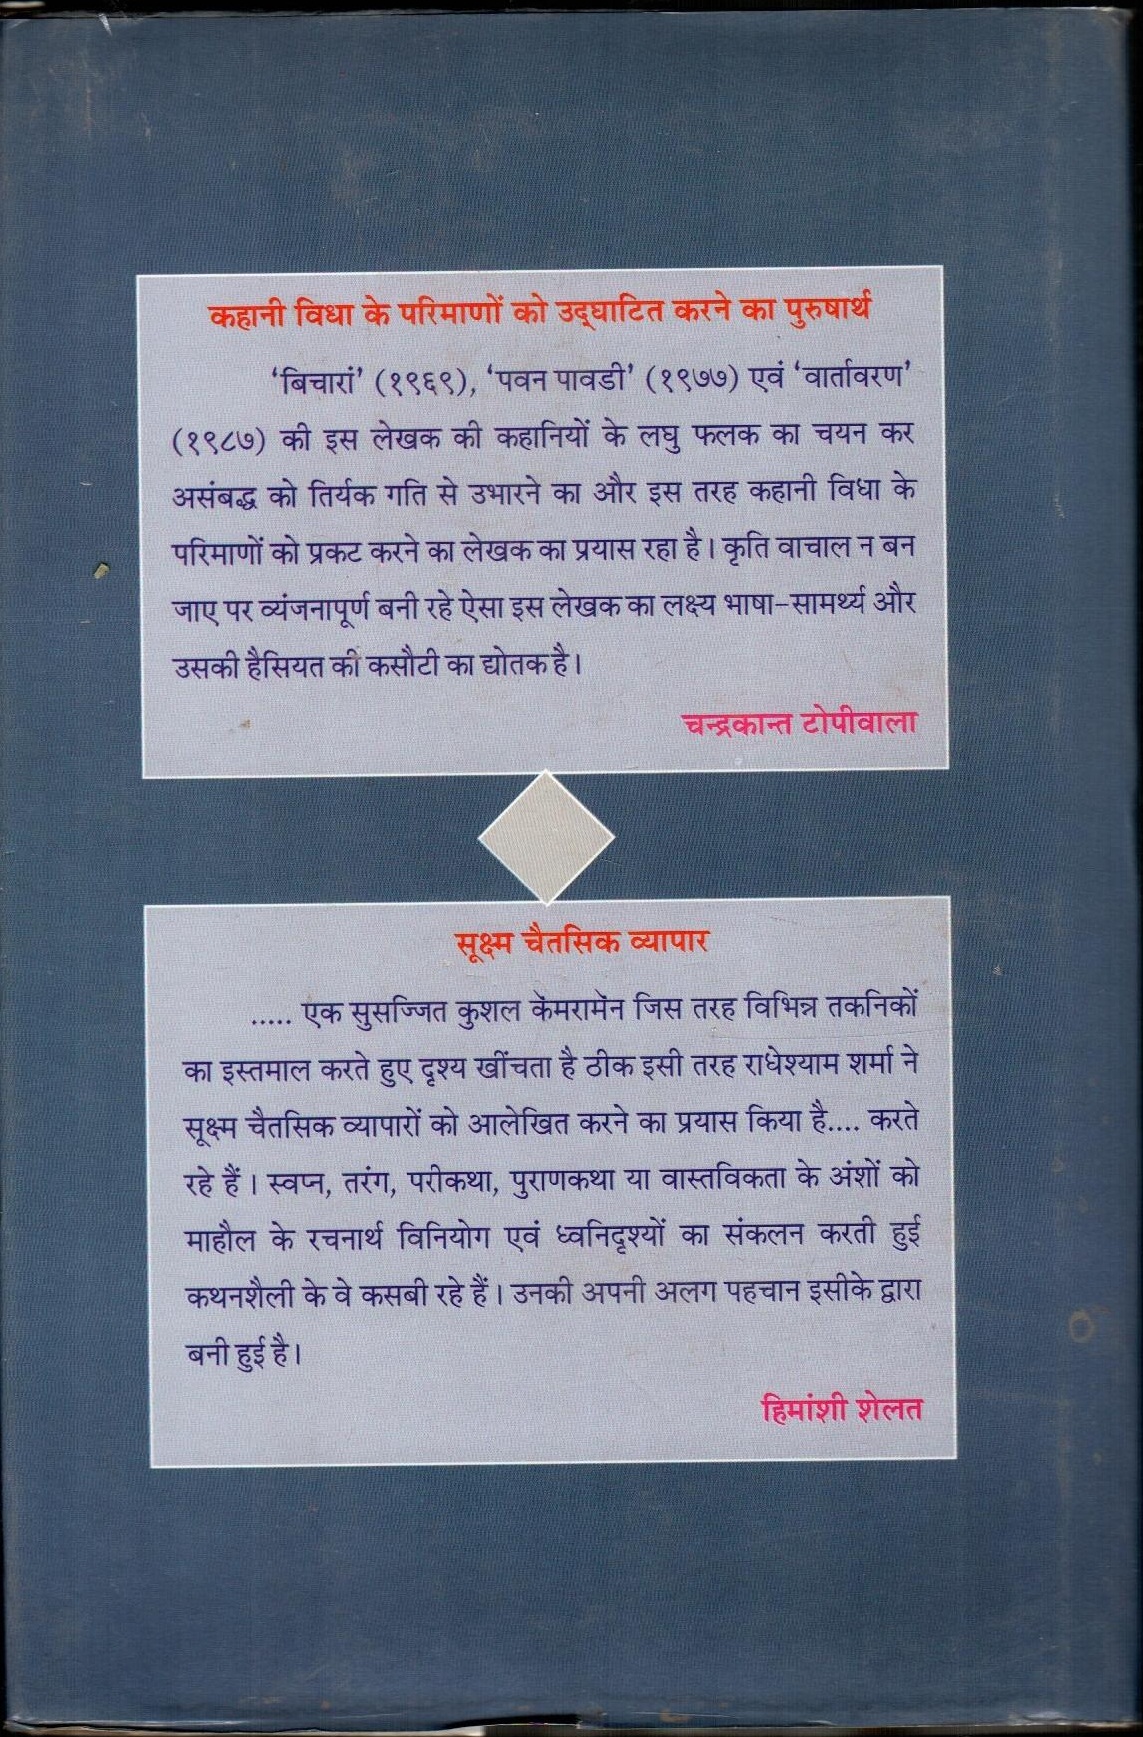 कहानी विधा के परिमाणों को उद्‌घाटित करने का पुरुषार्थ
‘बिचारां’ (१९६९), ‘पवन पावडी’ (१९७७) एवं ‘वार्तावरण’
(१९८७) की इस लेखक की कहानियों के लघु फलक का चयन कर
असंबद्ध को तिर्यक गति से उभारने का और इस तरह कहानी विधा के
परिमाणों को प्रकट करने का लेखक का प्रयास रहा है। कृति वाचाल न बन
जाए पर व्यंजनापूर्ण बनी रहे ऐसा इस लेखक का लक्ष्य भाषा-सामर्थ्य और
उसकी हैसियत की कसौटी का द्योतक है।
चन्द्रकान्त टोपीवाला
सूक्ष्म चैतसिक व्यापार
..... एक सुसज्जित कुशल कॅमरामॅन जिस तरह विभिन्न तकनिकों
का इस्तमाल करते हुए दृश्य खींचता है ठीक इसी तरह राधेश्याम शर्मा ने
सूक्ष्म चैतसिक व्यापारों को आलेखित करने का प्रयास किया है.... करते
रहे हैं। स्वप्न, तरंग, परीकथा, पुराणकथा या वास्तविकता के अंशों को
माहौल के रचनार्थ विनियोग एवं ध्वनिदृश्यों का संकलन करती हुई
कथनशैली के वे कसबी रहे हैं। उनकी अपनी अलग पहचान इसीके द्वारा
बनी हुई है।
हिमांशी शेलत